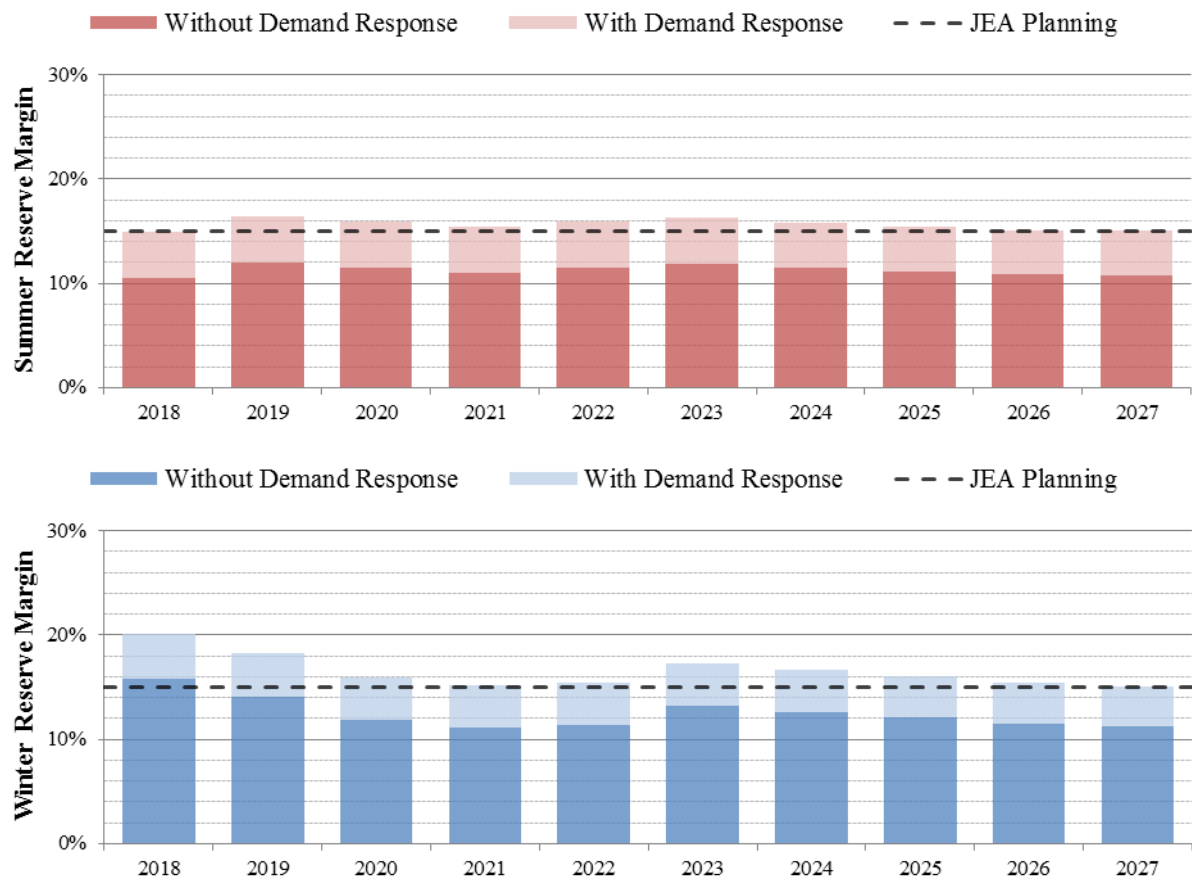 Without Demand Response With Demand Response JEA Planning
Summer Reserve Margin
30%
20%
10%
0%
2018 2019 2020 2021 2022 2023 2024 2025 2026 2027
Without Demand Response With Demand Response JEA Planning
Winter Reserve Margin
30%
20%
10%
0%
2018 2019 2020 2021 2022 2023 2024 2025 2026 2027